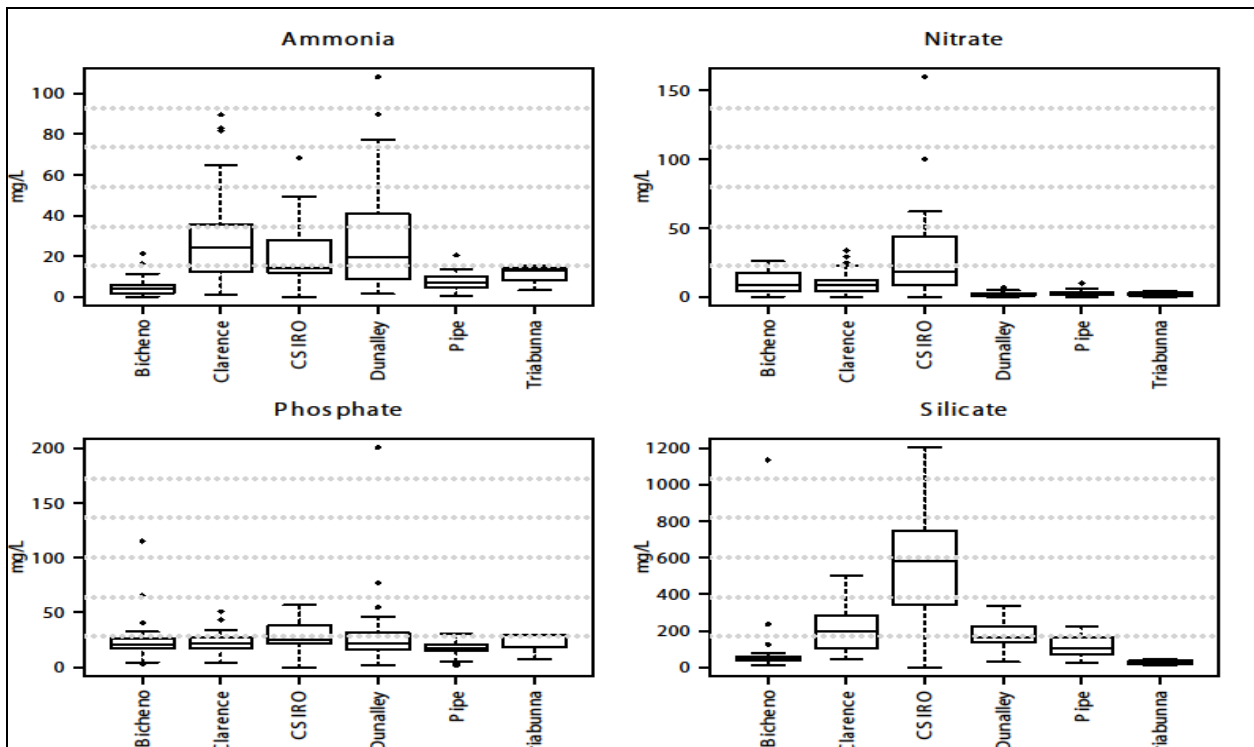 Ammonia
100
80
60
40
20
0
mg/L
Bicheno
Clarence
CSIRO
Dunalley
Pipe
Triabunna
Nitrate
150
100
50
0
mg/L
Bicheno
Clarence
CSIRO
Dunalley
Pipe
Triabunna
Phosphate
200
150
100
50
0
mg/L
Bicheno
Clarence
CSIRO
Dunalley
Pipe
Triabunna
Silicate
1200
1000
800
600
400
200
0
mg/L
Bicheno
Clarence
CSIRO
Dunalley
Pipe
Triabunna